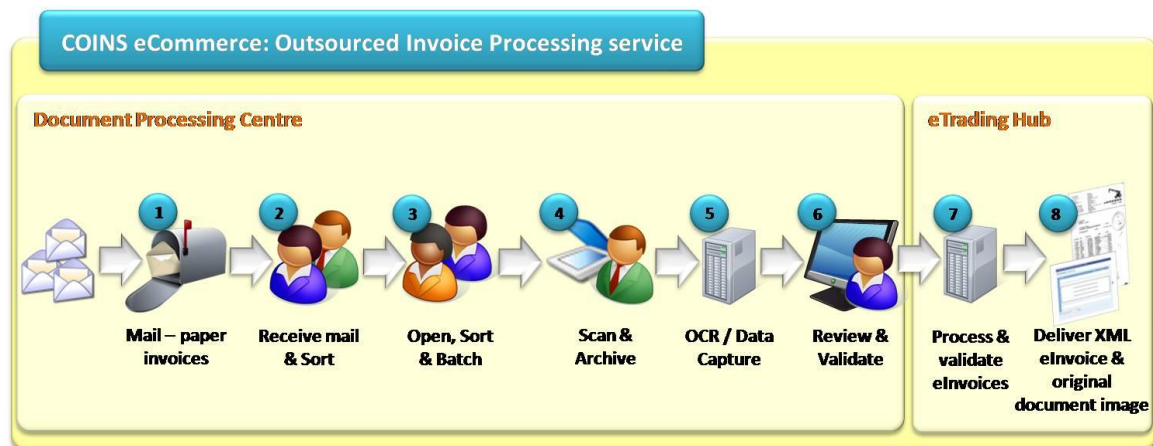 COINS eCommerce: Outsourced Invoice Processing service
Document Processing Centre
eTrading Hub
1
2
3
4
5
6
7
8
Mail – paper
invoices
Receive mail
& Sort
Open, Sort
& Batch
Scan &
Archive
OCR / Data
Capture
Review &
Validate
Process &
validate
eInvoices
Deliver XML
eInvoice &
original
document image